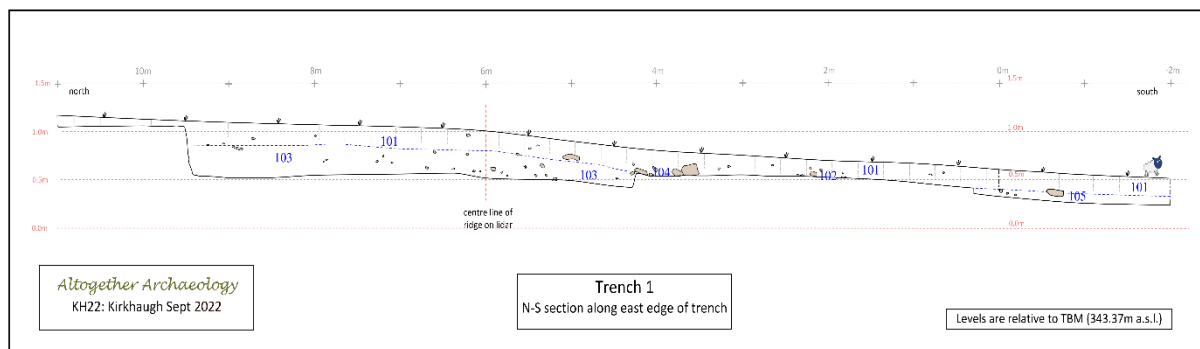 10m 8m 6m 4m 2m 0m -2m
1.5m north 1.5m south
1.0m 1.0m
101
103
103
104
102
101
101
0.5m 0.5m
105
centre line of
ridge on lidar
0.0m 0.0m
Altogether Archaeology
KH22: Kirkhaugh Sept 2022
Trench 1
N-S section along east edge of trench
Levels are relative to TBM (343.37m a.s.l.)